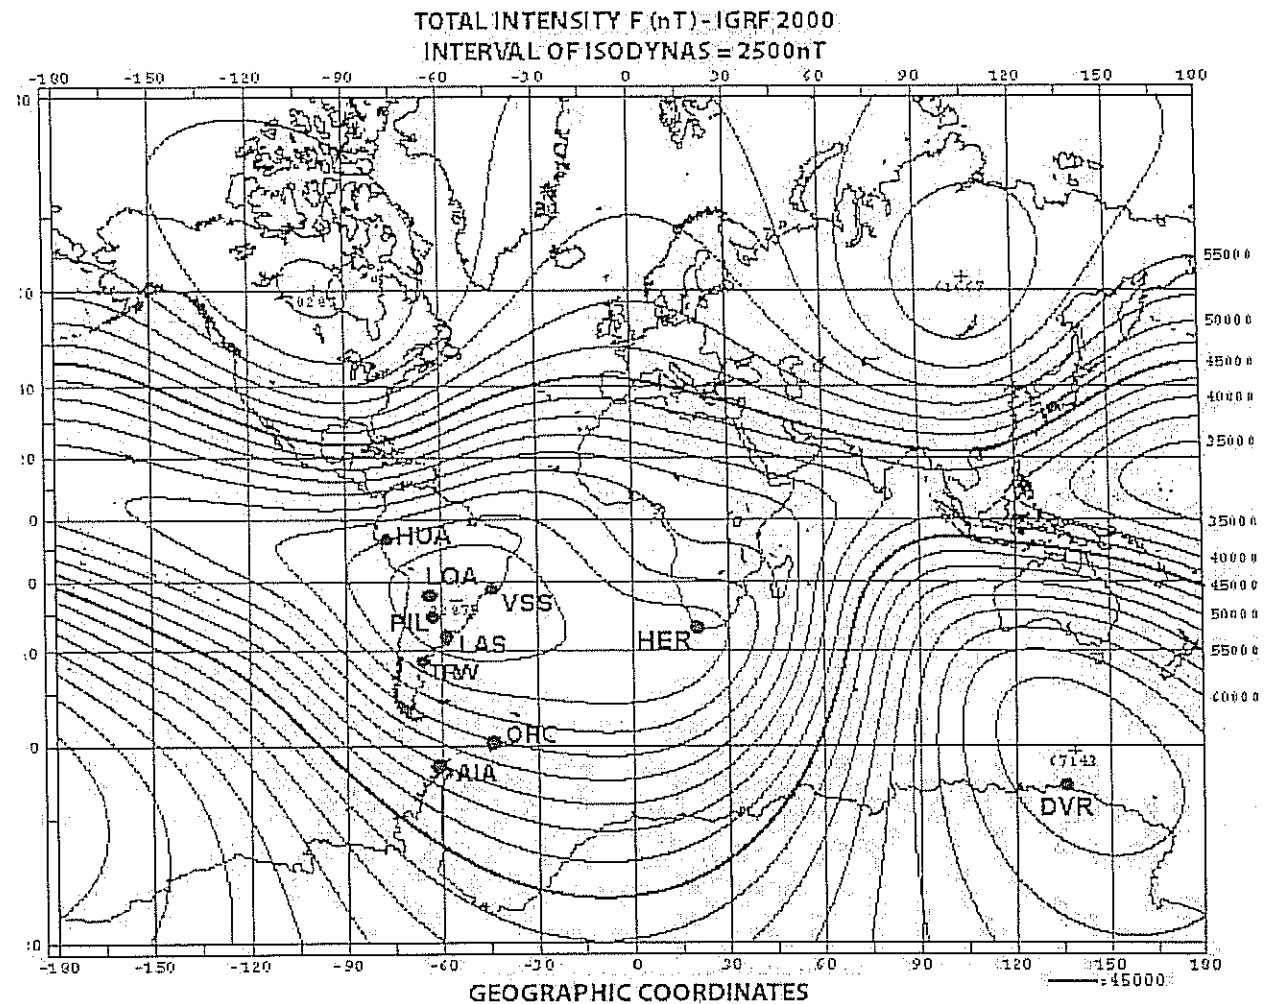 TOTAL INTENSITY F (nT) - IGRF 2000
INTERVAL OF ISODYNAS = 2500nT
-180 -150 -120 -90 -60 -30 0 30 60 90 120 150 180
55000
50000
45000
40000
35000
HUA
LQA
VSS
PIL
LAS
HER
TRW
ORC
AIA
67143
DVR
35000
40000
45000
50000
55000
60000
-180 -150 -120 -90 -60 -30 0 30 60 90 120 150 180
45000
GEOGRAPHIC COORDINATES